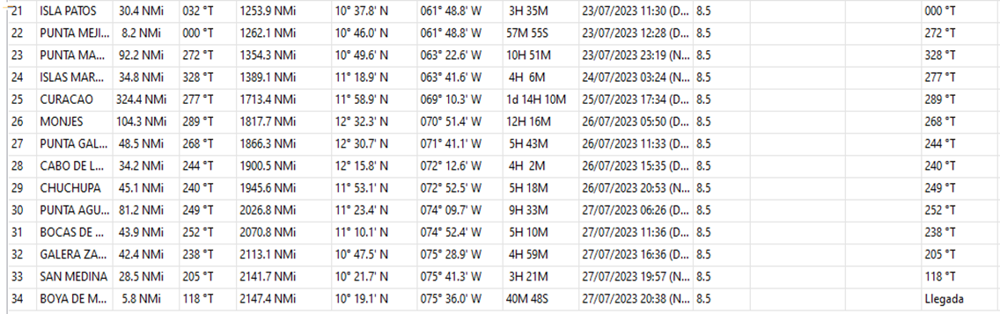 21 ISLA PATOS 30.4 NMi 032 °T 1253.9 NMi 10° 37.8' N 061° 48.8' W 3H 35M 23/07/2023 11:30 (D... 8.5 000 °T
22 PUNTA MEJI... 8.2 NMi 000 °T 1262.1 NMi 10° 46.0' N 061° 48.8' W 57M 55S 23/07/2023 12:28 (D... 8.5 272 °T
23 PUNTA MA... 92.2 NMi 272 °T 1354.3 NMi 10° 49.6' N 063° 22.6' W 10H 51M 23/07/2023 23:19 (N... 8.5 328 °T
24 ISLAS MAR... 34.8 NMi 328 °T 1389.1 NMi 11° 18.9' N 063° 41.6' W 4H 6M 24/07/2023 03:24 (N... 8.5 277 °T
25 CURACAO 324.4 NMi 277 °T 1713.4 NMi 11° 58.9' N 069° 10.3' W 1d 14H 10M 25/07/2023 17:34 (D... 8.5 289 °T
26 MONJES 104.3 NMi 289 °T 1817.7 NMi 12° 32.3' N 070° 51.4' W 12H 16M 26/07/2023 05:50 (D... 8.5 268 °T
27 PUNTA GAL... 48.5 NMi 268 °T 1866.3 NMi 12° 30.7' N 071° 41.1' W 5H 43M 26/07/2023 11:33 (D... 8.5 244 °T
28 CABO DE L... 34.2 NMi 244 °T 1900.5 NMi 12° 15.8' N 072° 12.6' W 4H 2M 26/07/2023 15:35 (D... 8.5 240 °T
29 CHUCHUPA 45.1 NMi 240 °T 1945.6 NMi 11° 53.1' N 072° 52.5' W 5H 18M 26/07/2023 20:53 (N... 8.5 249 °T
30 PUNTA AGU... 81.2 NMi 249 °T 2026.8 NMi 11° 23.4' N 074° 09.7' W 9H 33M 27/07/2023 06:26 (D... 8.5 252 °T
31 BOCAS DE ... 43.9 NMi 252 °T 2070.8 NMi 11° 10.1' N 074° 52.4' W 5H 10M 27/07/2023 11:36 (D... 8.5 238 °T
32 GALERA ZA... 42.4 NMi 238 °T 2113.1 NMi 10° 47.5' N 075° 28.9' W 4H 59M 27/07/2023 16:36 (D... 8.5 205 °T
33 SAN MEDINA 28.5 NMi 205 °T 2141.7 NMi 10° 21.7' N 075° 41.3' W 3H 21M 27/07/2023 19:57 (N... 8.5 118 °T
34 BOYA DE M... 5.8 NMi 118 °T 2147.4 NMi 10° 19.1' N 075° 36.0' W 40M 48S 27/07/2023 20:38 (N... 8.5 Llegada